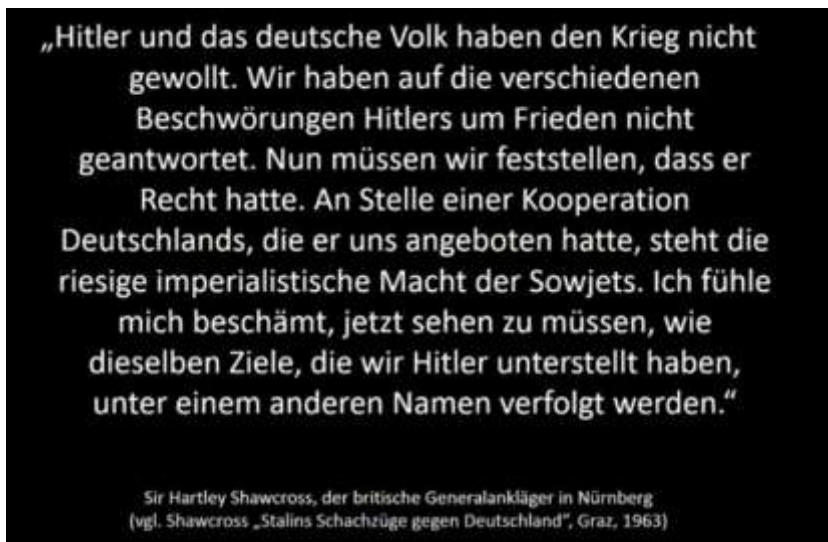 „Hitler und das deutsche Volk haben den Krieg nicht
gewollt. Wir haben auf die verschiedenen
Beschwörungen Hitlers um Frieden nicht
geantwortet. Nun müssen wir feststellen, dass er
Recht hatte. An Stelle einer Kooperation
Deutschlands, die er uns angeboten hatte, steht die
riesige imperialistische Macht der Sowjets. Ich fühle
mich beschämt, jetzt sehen zu müssen, wie
dieselben Ziele, die wir Hitler unterstellt haben,
unter einem anderen Namen verfolgt werden.“
Sir Hartley Shawcross, der britische Generalankläger in Nürnberg
(vgl. Shawcross „Stalins Schachzüge gegen Deutschland“, Graz, 1963)